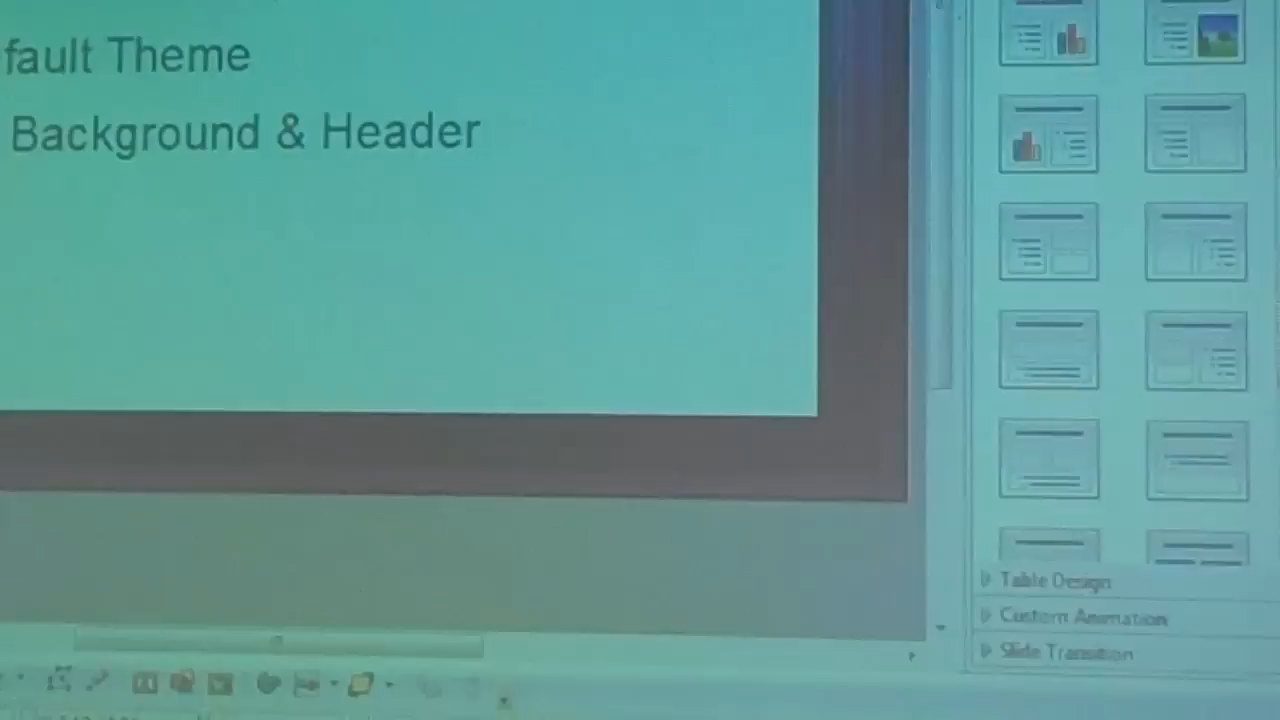 fault Theme
Background & Header
Table Design
Custom Animation
Slide Transition